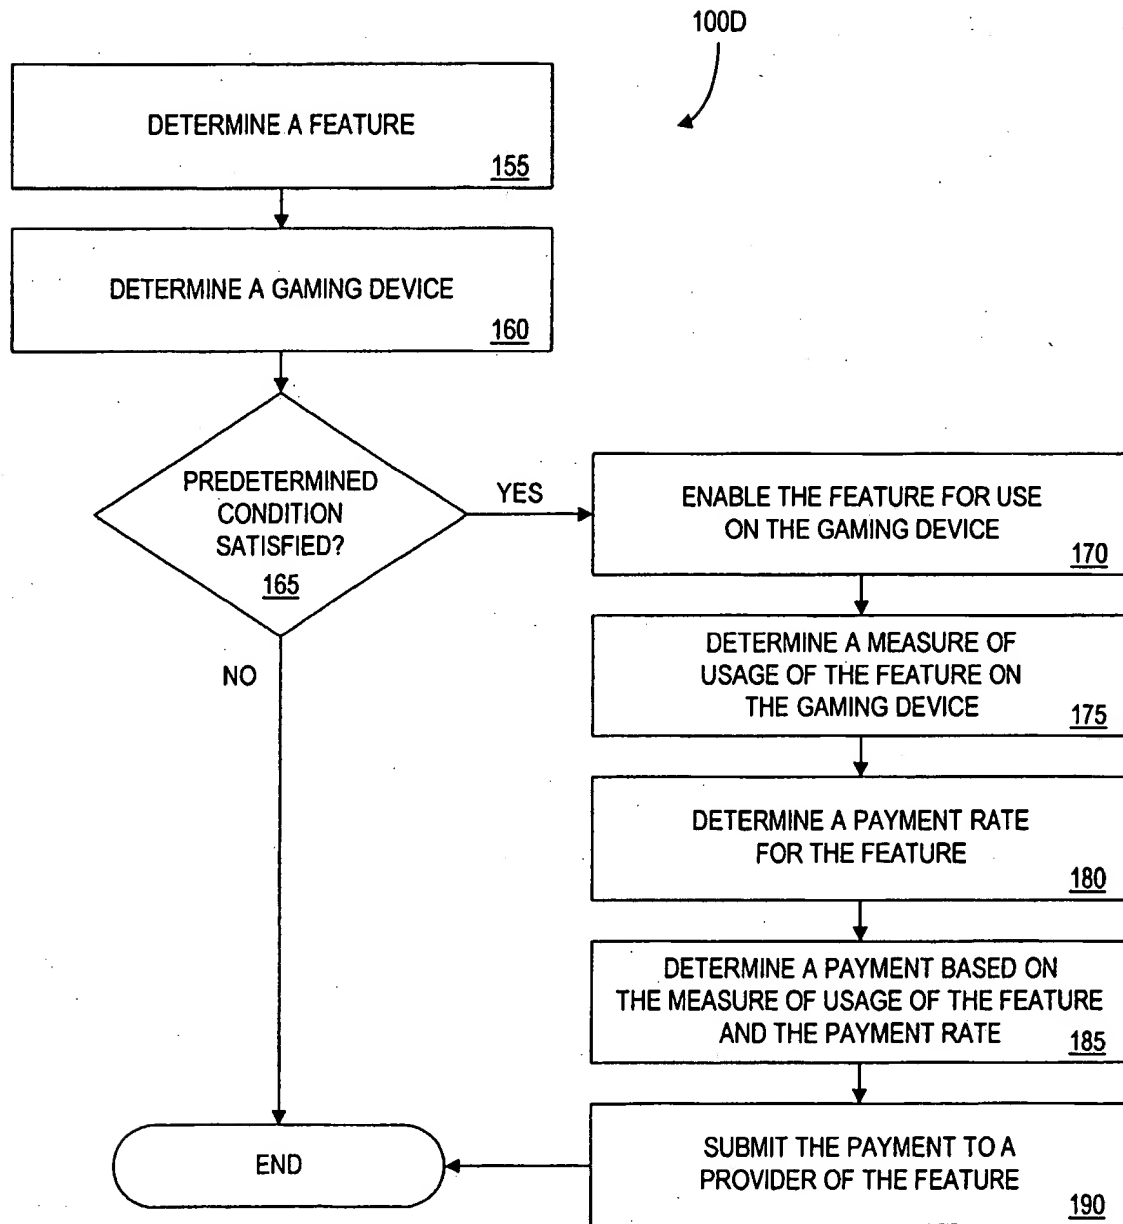 100D
DETERMINE A FEATURE
155
DETERMINE A GAMING DEVICE
160
PREDETERMINED
CONDITION
SATISFIED?
165
YES
NO
ENABLE THE FEATURE FOR USE
ON THE GAMING DEVICE
170
DETERMINE A MEASURE OF
USAGE OF THE FEATURE ON
THE GAMING DEVICE
175
DETERMINE A PAYMENT RATE
FOR THE FEATURE
180
DETERMINE A PAYMENT BASED ON
THE MEASURE OF USAGE OF THE FEATURE
AND THE PAYMENT RATE
185
SUBMIT THE PAYMENT TO A
PROVIDER OF THE FEATURE
190
END